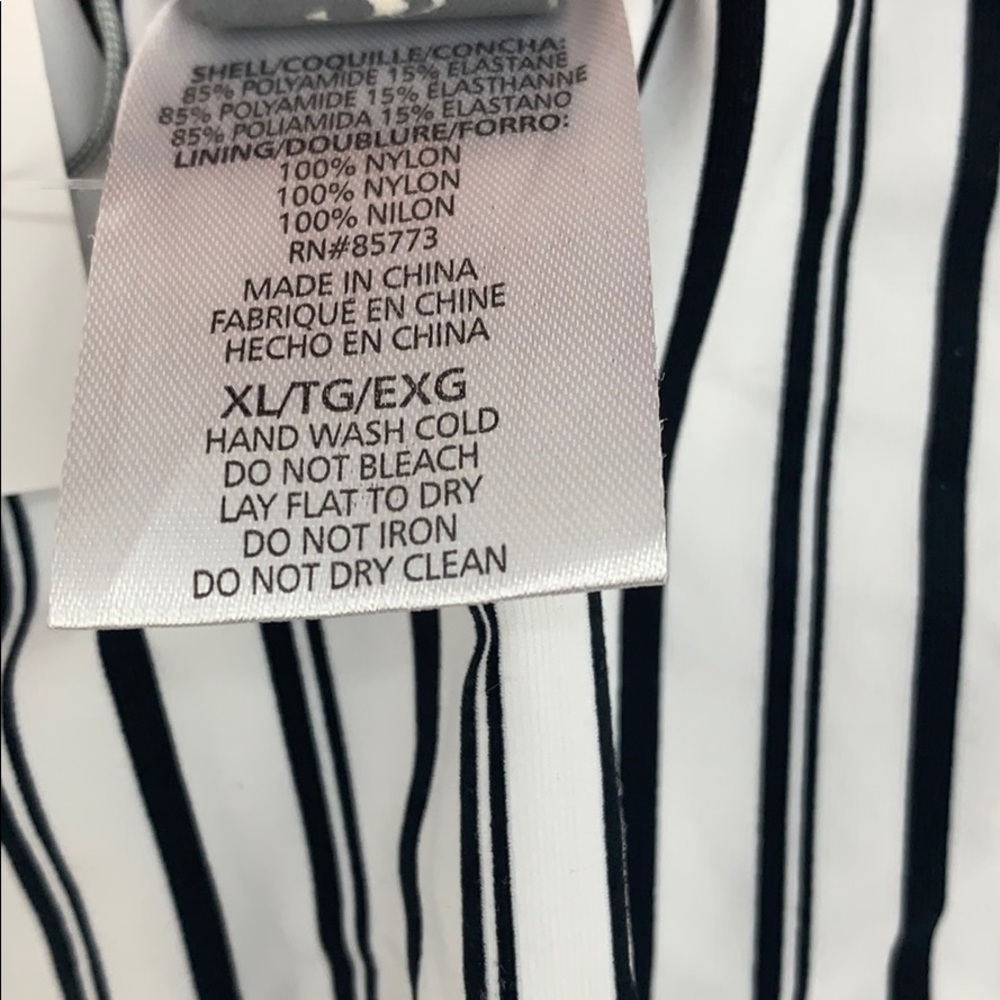 SHELL/COQUILLE/CONCHA:
85% POLYAMIDE 15% ELASTANE
85% POLYAMIDE 15% ELASTHANNE
85% POLIAMIDA 15% ELASTANO
LINING/DOUBLURE/FORRO:
100% NYLON
100% NYLON
100% NILON
RN#85773
MADE IN CHINA
FABRIQUÉ EN CHINE
HECHO EN CHINA
XL/TG/EXG
HAND WASH COLD
DO NOT BLEACH
LAY FLAT TO DRY
DO NOT IRON
DO NOT DRY CLEAN